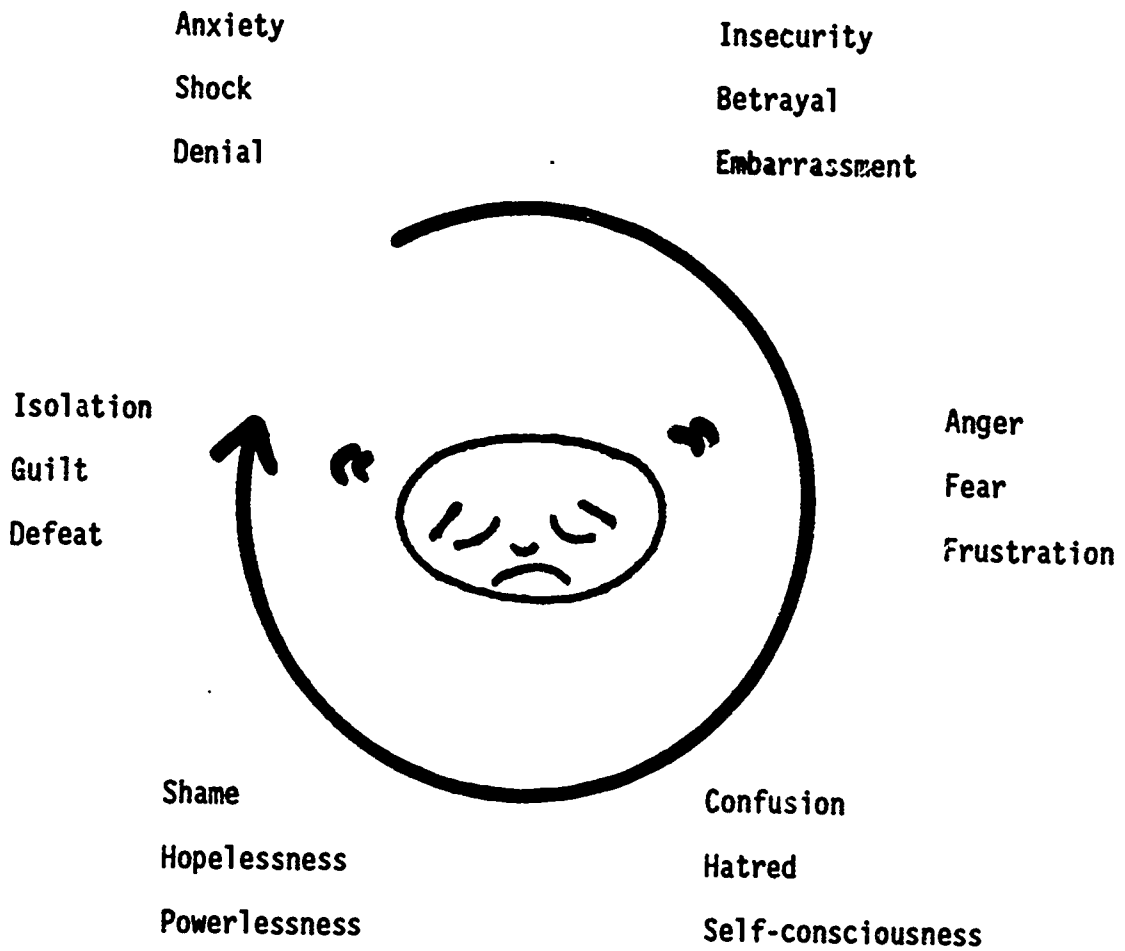 Anxiety
Shock
Denial
Insecurity
Betrayal
Embarrassment
Anger
Fear
Frustration
Confusion
Hatred
Self-consciousness
Shame
Hopelessness
Powerlessness
Isolation
Guilt
Defeat